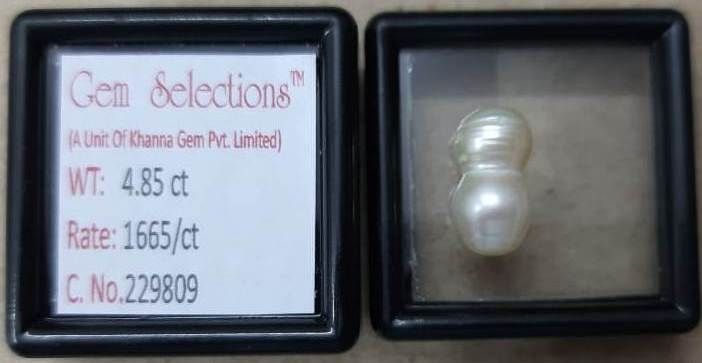 Gem Selections™
(A Unit Of Khanna Gem Pvt. Limited)
WT: 4.85 ct
Rate: 1665/ct
C. No.229809